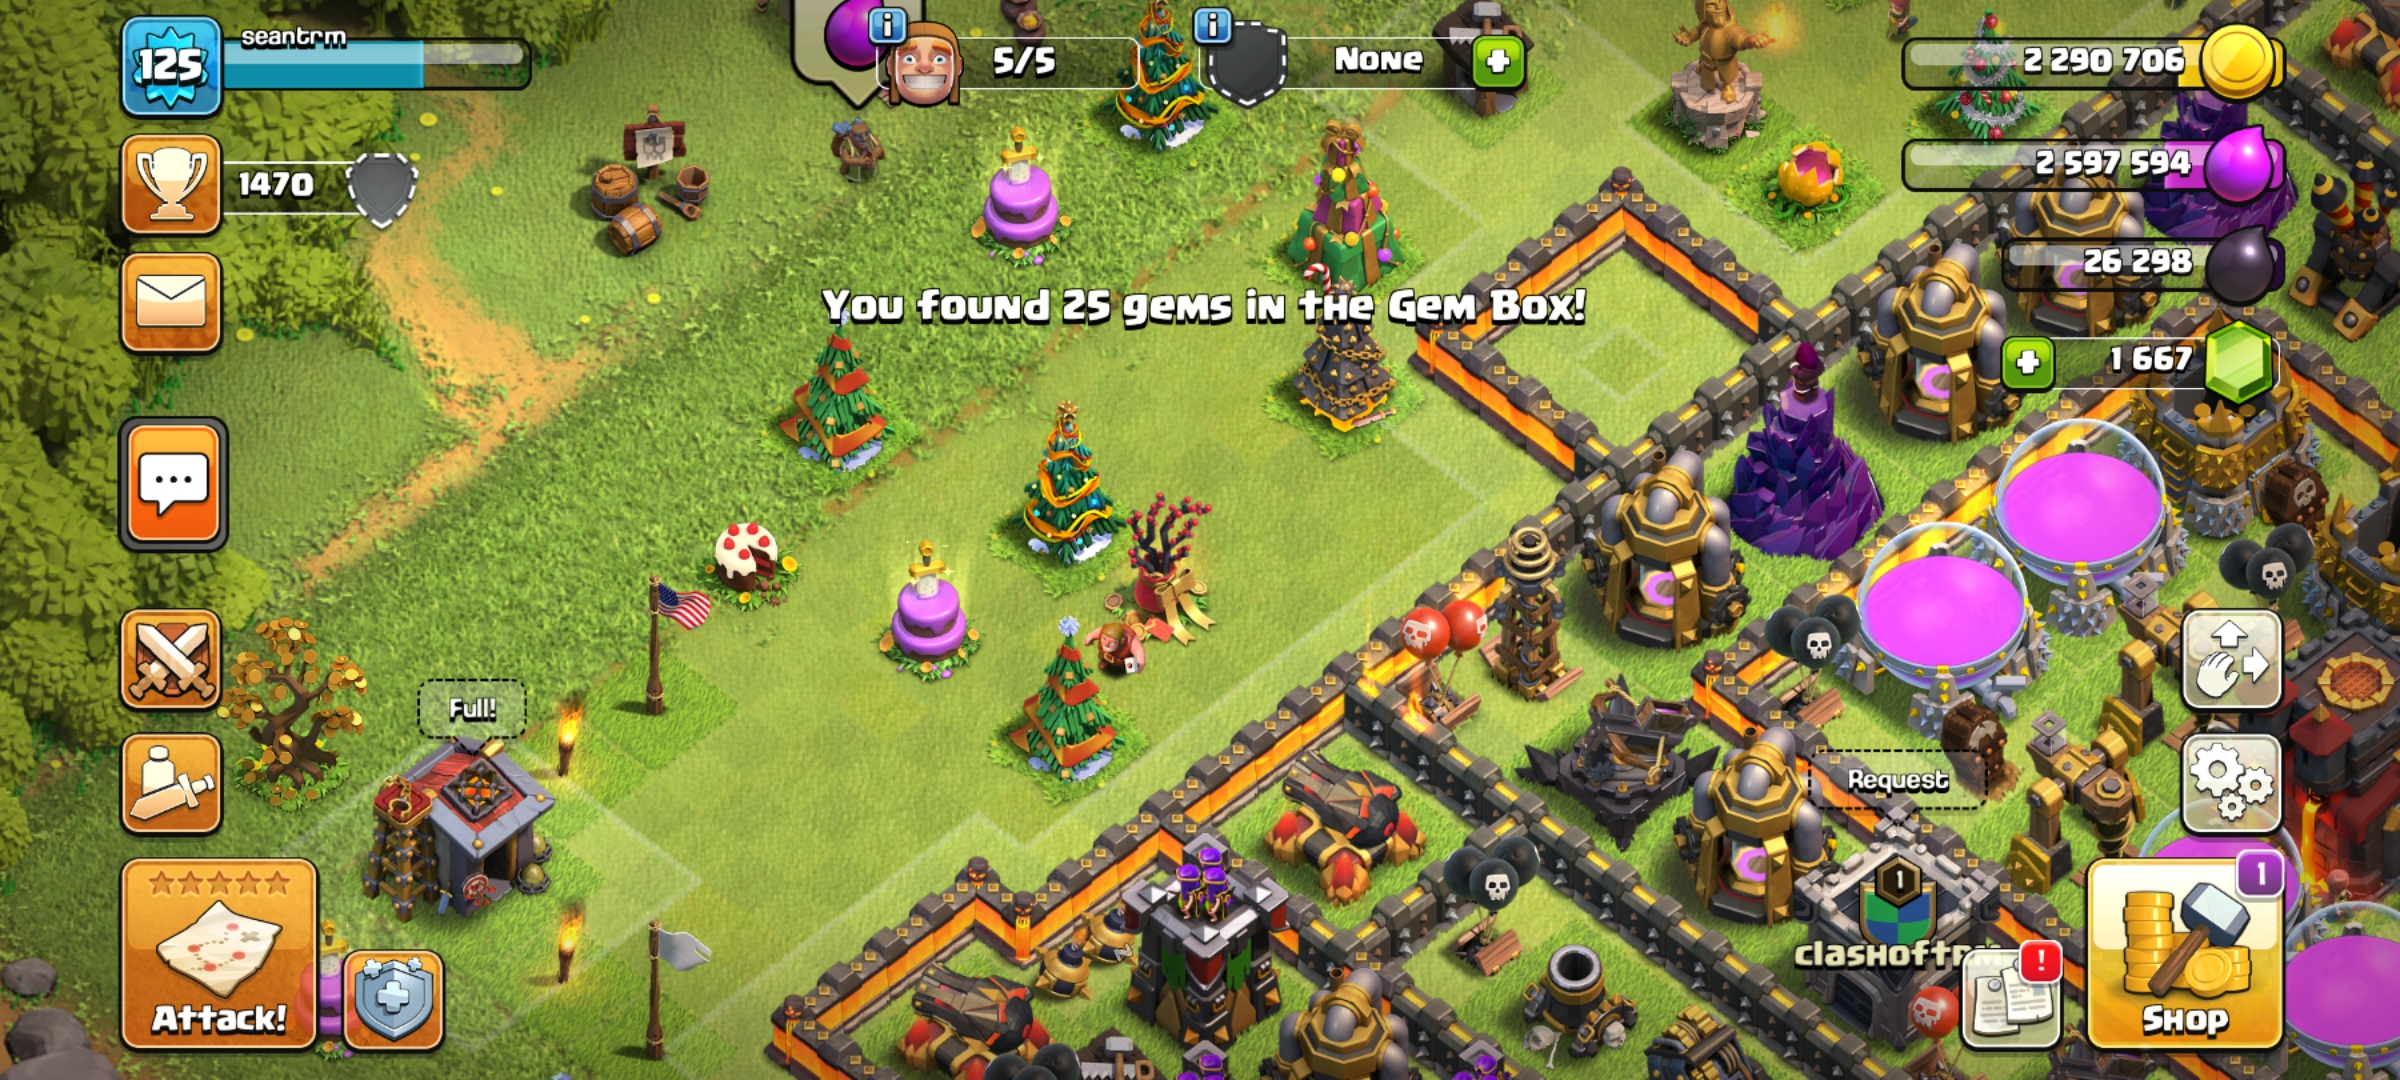 125
seantrm
5/5
None
2 290 706
1470
2 597 594
26 298
You found 25 gems in the Gem Box!
1 667
Full!
Request
1
1
clashoftr
Attack!
Shop